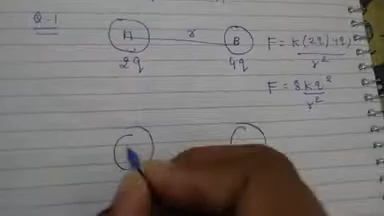 Q-1
A r B
2q 4q
F = k(2q)4q
r²
F = 8kq²
r²